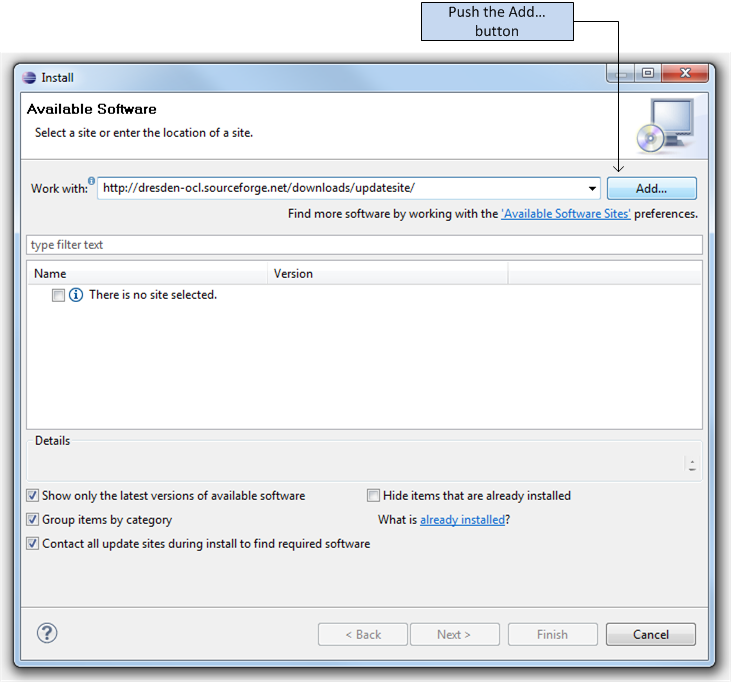 Push the Add...
button
Install
Available Software
Select a site or enter the location of a site.
Work with: http://dresden-ocl.sourceforge.net/downloads/updatesite/ Add...
Find more software by working with the 'Available Software Sites' preferences.
type filter text
Name Version
There is no site selected.
Details
Show only the latest versions of available software Hide items that are already installed
Group items by category What is already installed?
Contact all update sites during install to find required software
? < Back Next > Finish Cancel